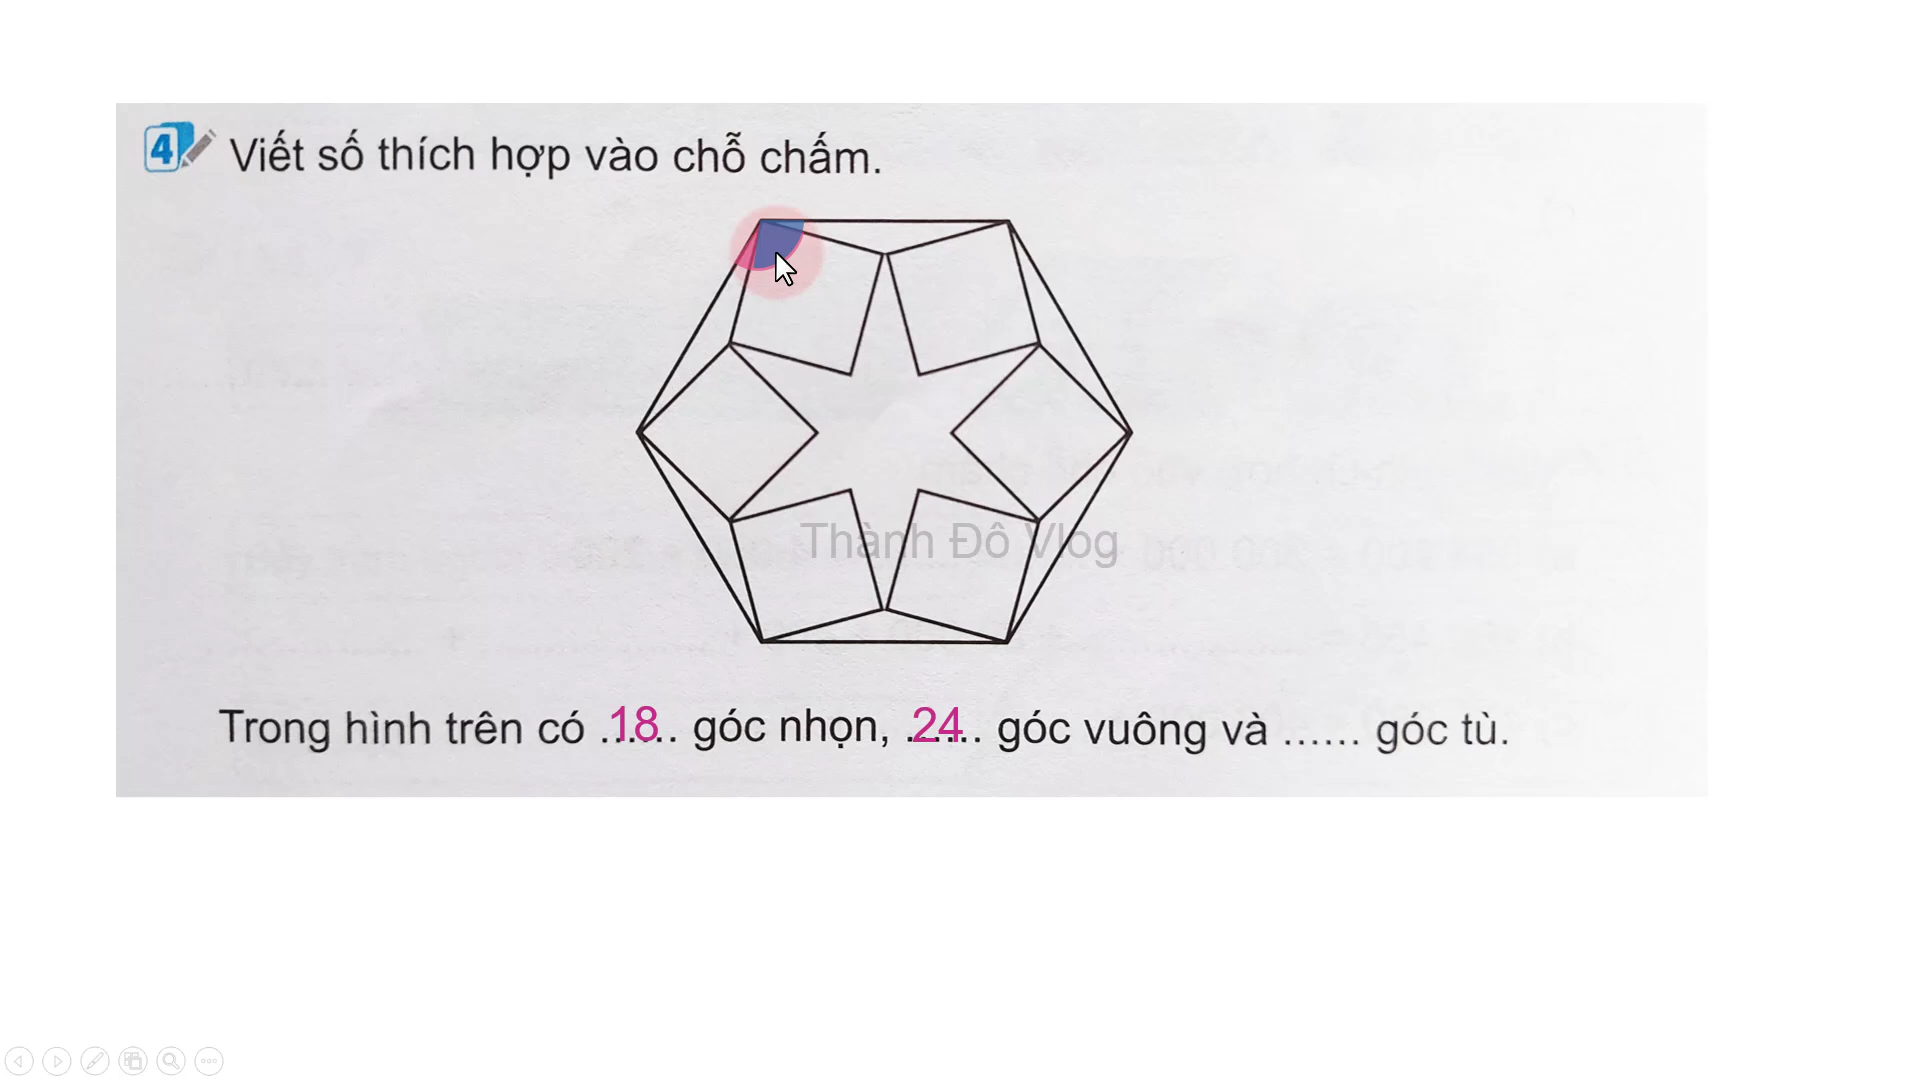 4 Viết số thích hợp vào chỗ chấm.
Thành Đô Vlog
Trong hình trên có ...18... góc nhọn, ...24... góc vuông và ...... góc tù.